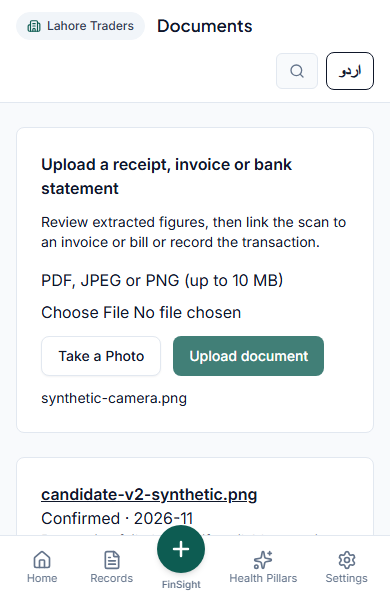 Lahore Traders
Documents
اردو
Upload a receipt, invoice or bank
statement
Review extracted figures, then link the scan to
an invoice or bill or record the transaction.
PDF, JPEG or PNG (up to 10 MB)
Choose File No file chosen
Take a Photo
Upload document
synthetic-camera.png
candidate-v2-synthetic.png
Confirmed · 2026-11
Home
Records
FinSight
Health Pillars
Settings